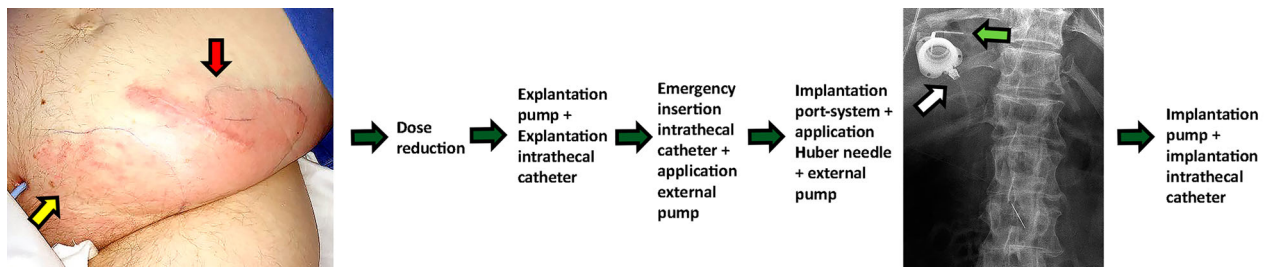 Dose
reduction
Explantation
pump +
Explantation
intrathecal
catheter
Emergency
insertion
intrathecal
catheter +
application
external
pump
Implantation
port-system +
application
Huber needle
+ external
pump
Implantation
pump +
implantation
intrathecal
catheter